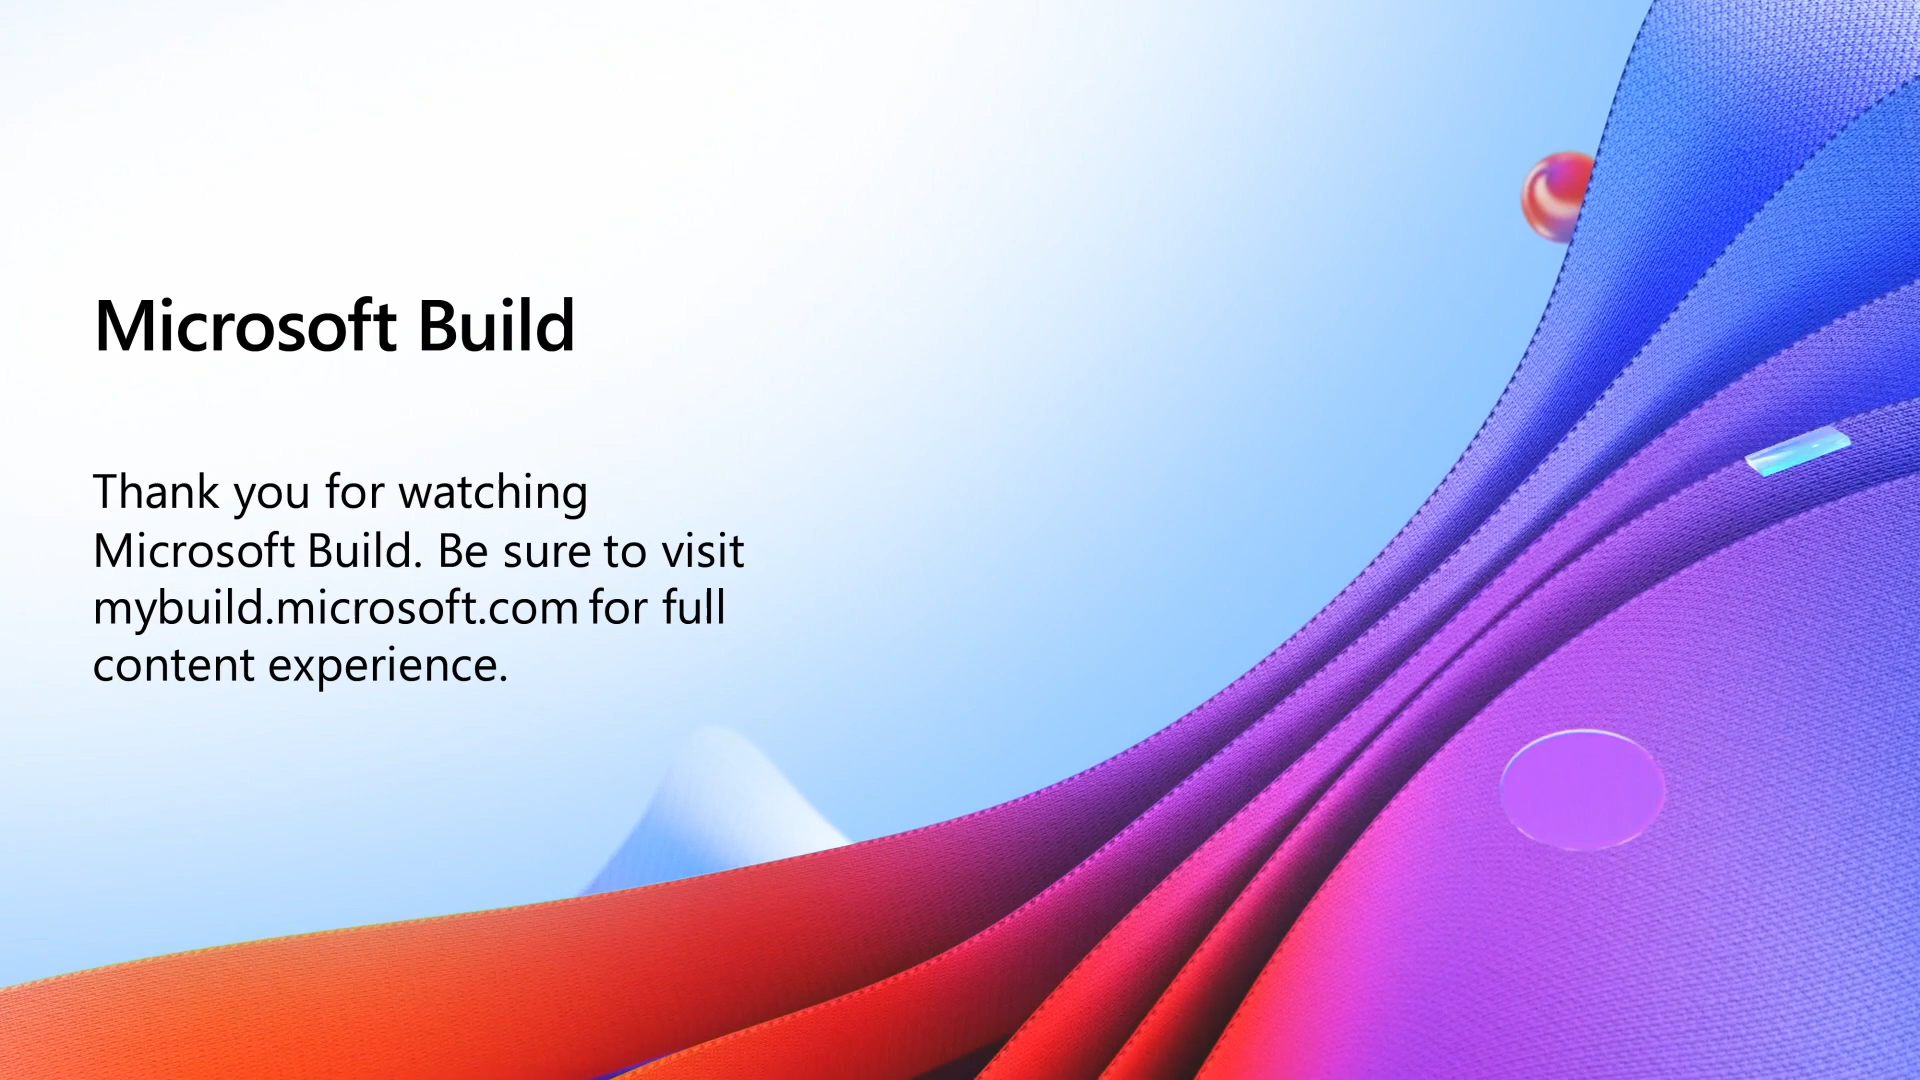 Microsoft Build
Thank you for watching
Microsoft Build. Be sure to visit
mybuild.microsoft.com for full
content experience.